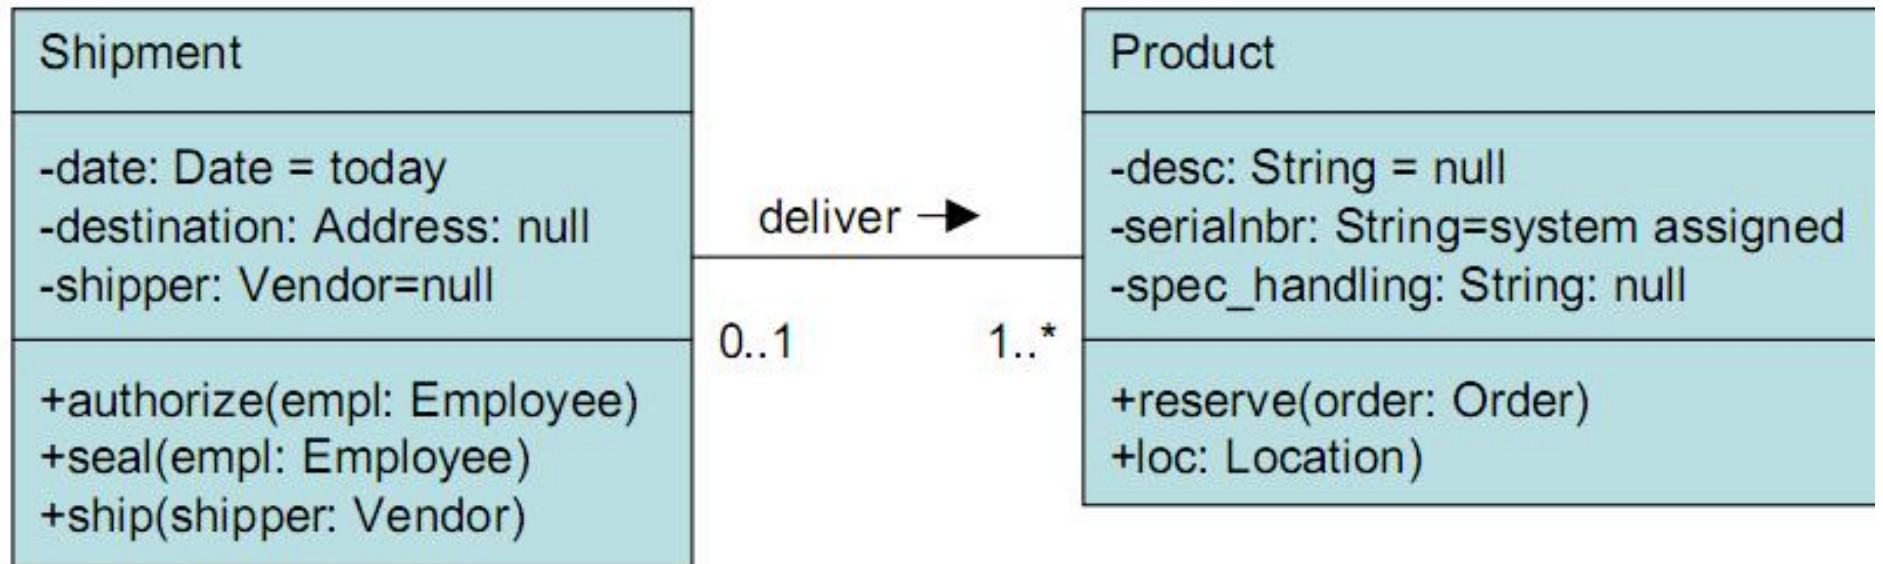 Shipment
-date: Date = today
-destination: Address: null
-shipper: Vendor=null
+authorize(empl: Employee)
+seal(empl: Employee)
+ship(shipper: Vendor)
deliver
0..1
1..*
Product
-desc: String = null
-serialnbr: String=system assigned
-spec_handling: String: null
+reserve(order: Order)
+loc: Location)